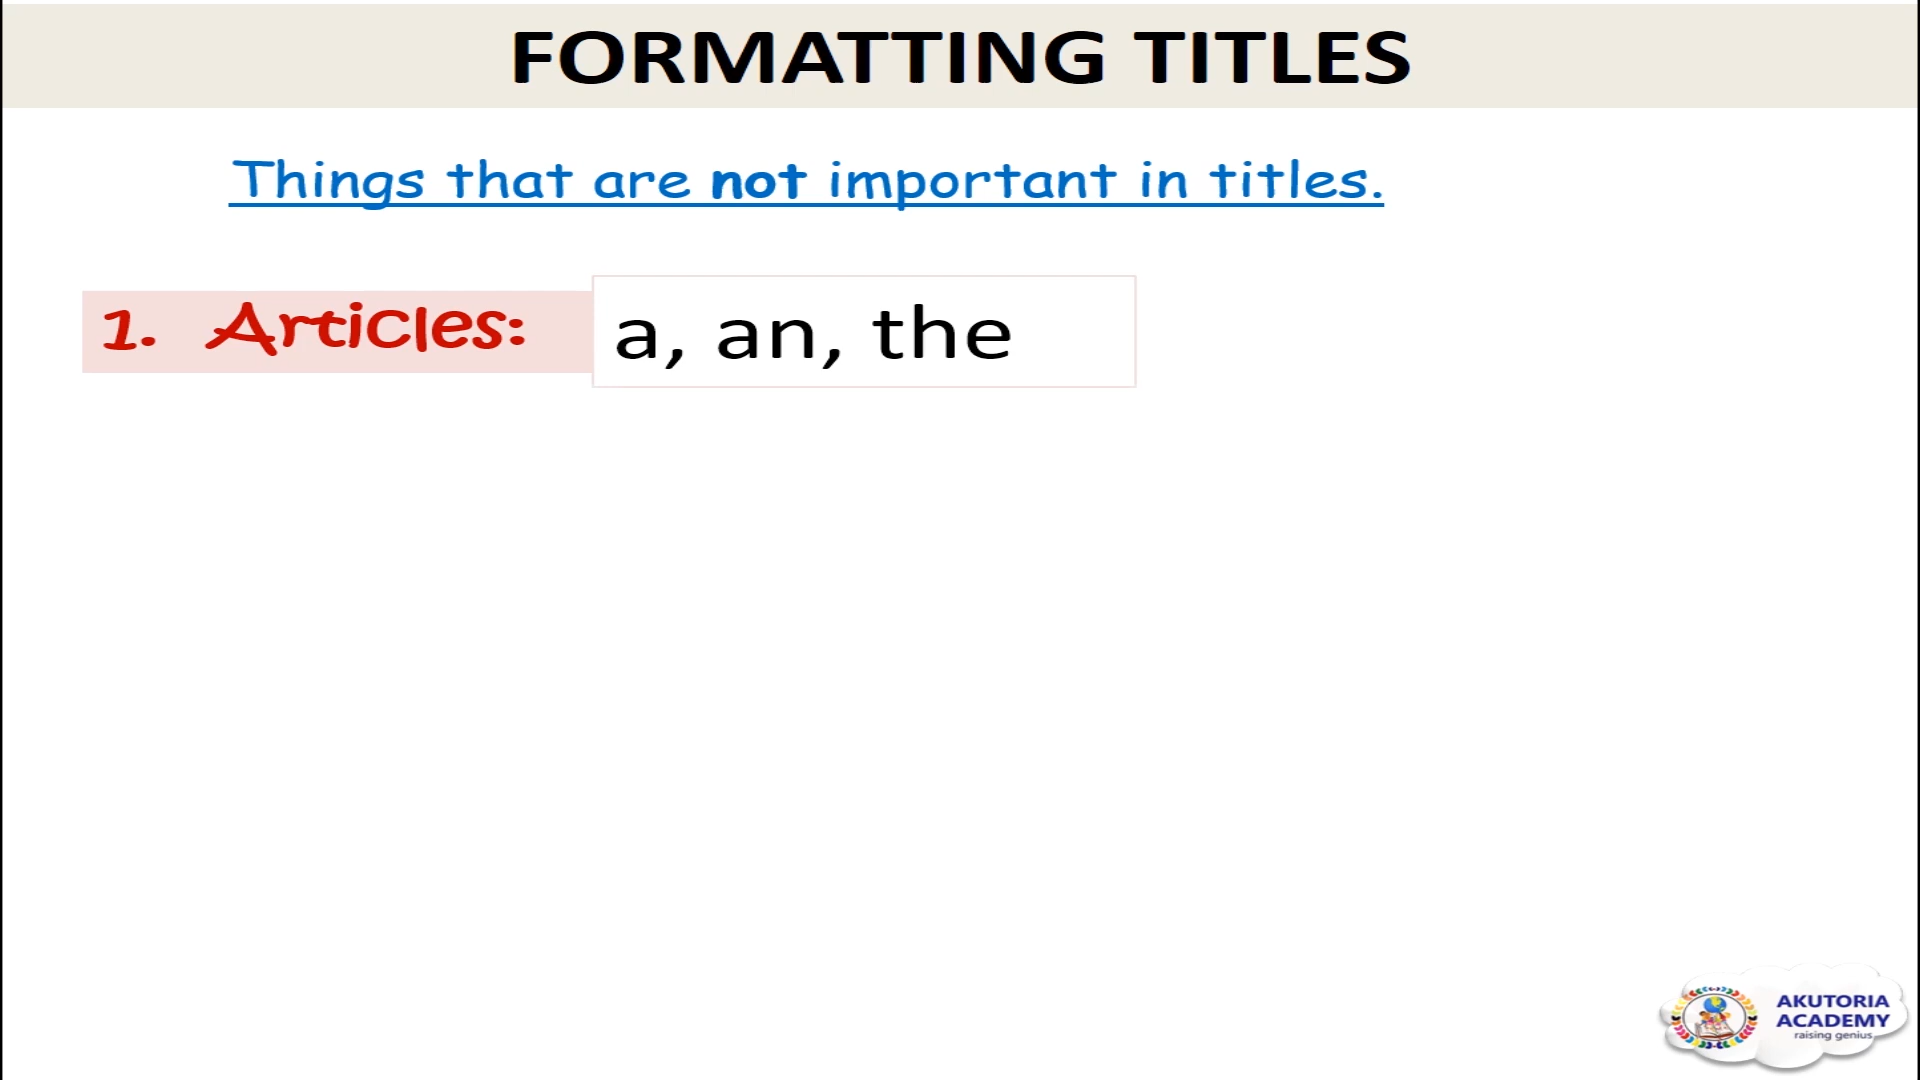 FORMATTING TITLES
Things that are not important in titles.
1. Articles: a, an, the
AKUTORIA
ACADEMY
raising genius